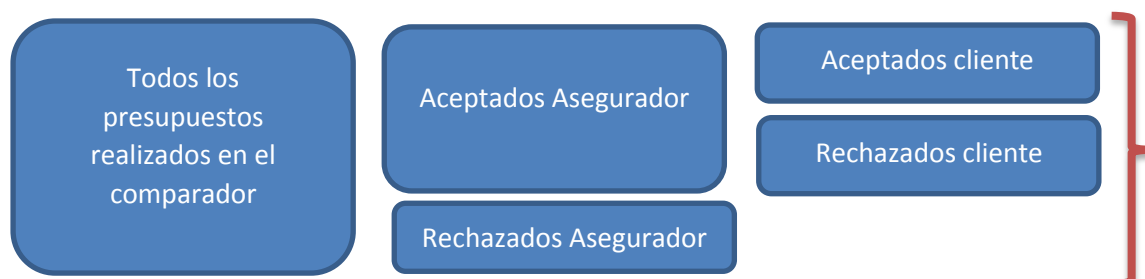 Todos los
presupuestos
realizados en el
comparador
Aceptados Asegurador
Rechazados Asegurador
Aceptados cliente
Rechazados cliente